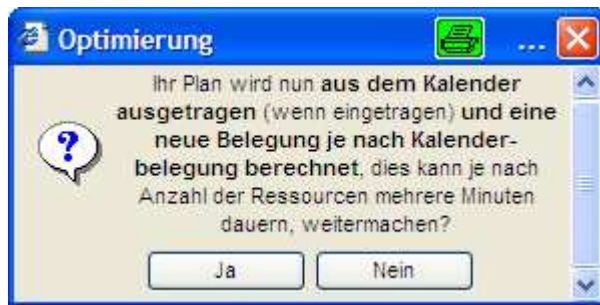 Optimierung
...
Ihr Plan wird nun aus dem Kalender
ausgetragen (wenn eingetragen) und eine
neue Belegung je nach Kalender-
belegung berechnet, dies kann je nach
Anzahl der Ressourcen mehrere Minuten
dauern, weitermachen?
Ja Nein